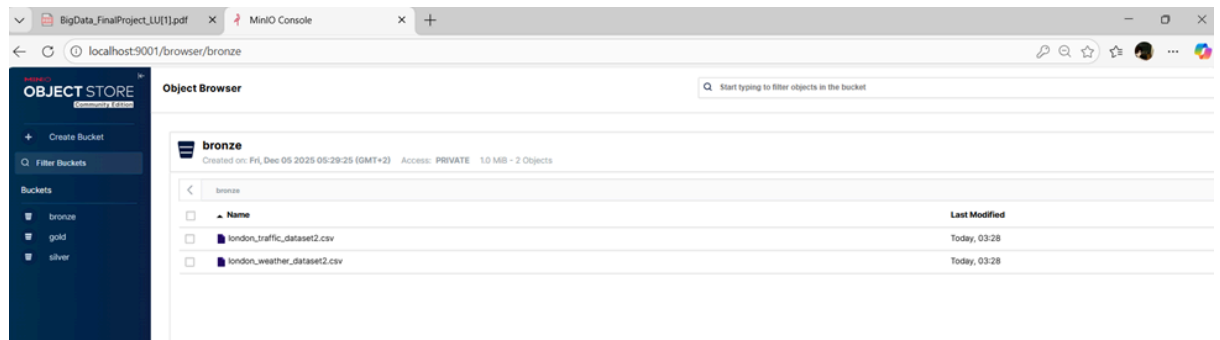 BigData_FinalProject_LU[1].pdf
MinIO Console
localhost:9001/browser/bronze
MINIO
OBJECT STORE
Community Edition
Object Browser
Start typing to filter objects in the bucket
Create Bucket
Filter Buckets
Buckets
bronze
gold
silver
bronze
Created on: Fri, Dec 05 2025 05:29:25 (GMT+2) Access: PRIVATE 1.0 MiB - 2 Objects
bronze
Name Last Modified
london_traffic_dataset2.csv Today, 03:28
london_weather_dataset2.csv Today, 03:28